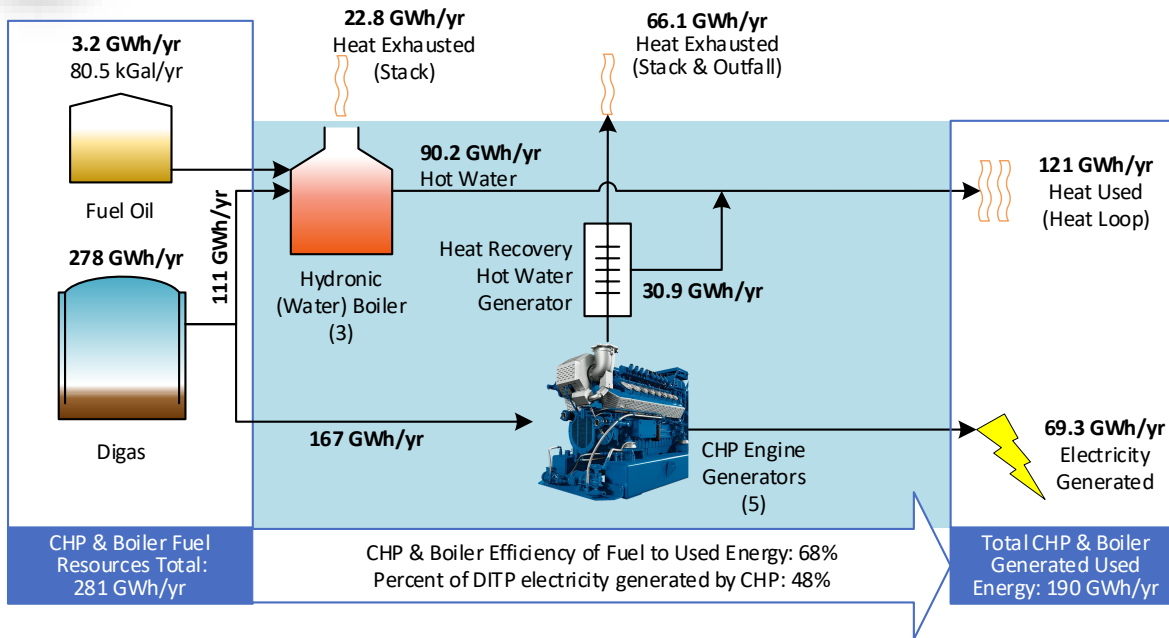 3.2 GWh/yr
80.5 kGal/yr
Fuel Oil
278 GWh/yr
Digas
111 GWh/yr
167 GWh/yr
22.8 GWh/yr
Heat Exhausted
(Stack)
Hydronic
(Water) Boiler
(3)
90.2 GWh/yr
Hot Water
66.1 GWh/yr
Heat Exhausted
(Stack & Outfall)
Heat Recovery
Hot Water
Generator
30.9 GWh/yr
CHP Engine
Generators
(5)
121 GWh/yr
Heat Used
(Heat Loop)
69.3 GWh/yr
Electricity
Generated
CHP & Boiler Fuel
Resources Total:
281 GWh/yr
CHP & Boiler Efficiency of Fuel to Used Energy: 68%
Percent of DITP electricity generated by CHP: 48%
Total CHP & Boiler
Generated Used
Energy: 190 GWh/yr